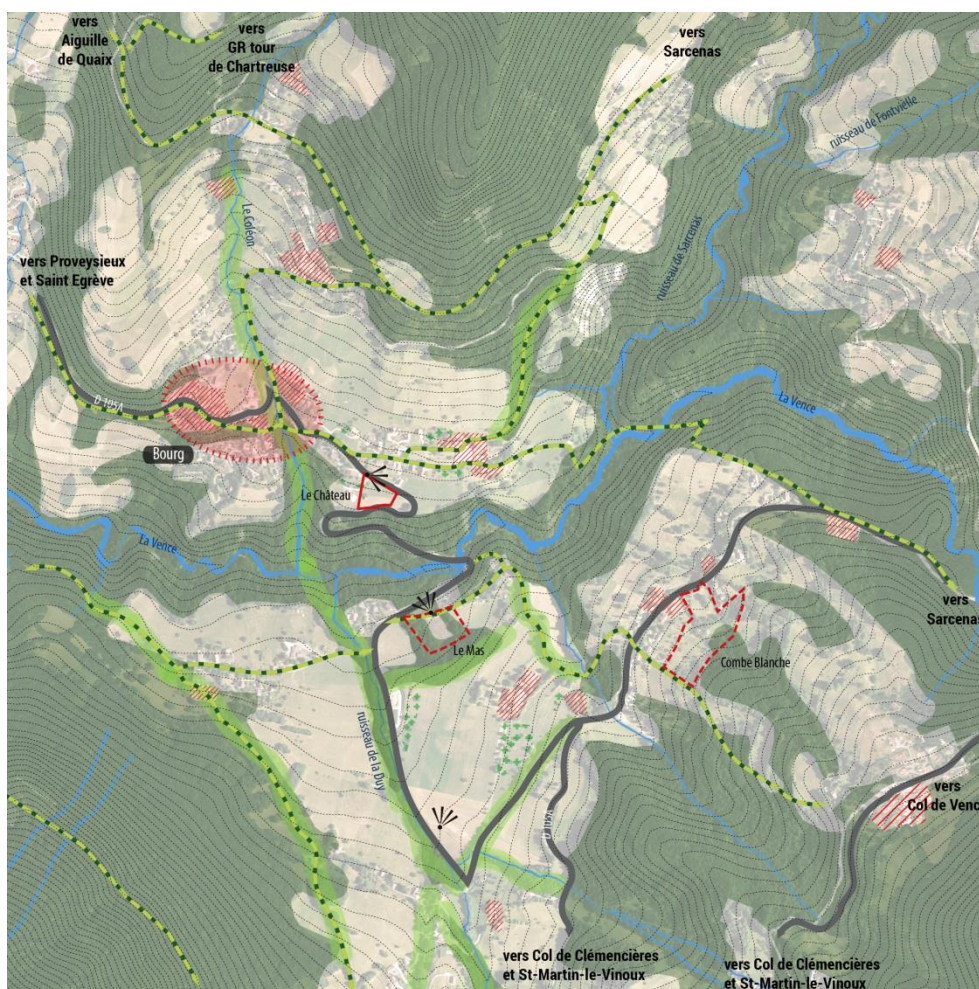 vers
Aiguille
de Quaix
vers
GR tour
de Chartreuse
vers
Sarcenas
ruisseau de Fontvielle
Le Goléon
ruisseau de Sarcenas
vers Proveysieux
et Saint Egrève
D 105A
La Vence
Bourg
Le Château
La Vence
vers
Sarcenas
Le Mas
Combe Blanche
ruisseau de la Duy
vers
Col de Venc
vers Col de Clémencières
et St-Martin-le-Vinoux
vers Col de Clémencières
et St-Martin-le-Vinoux